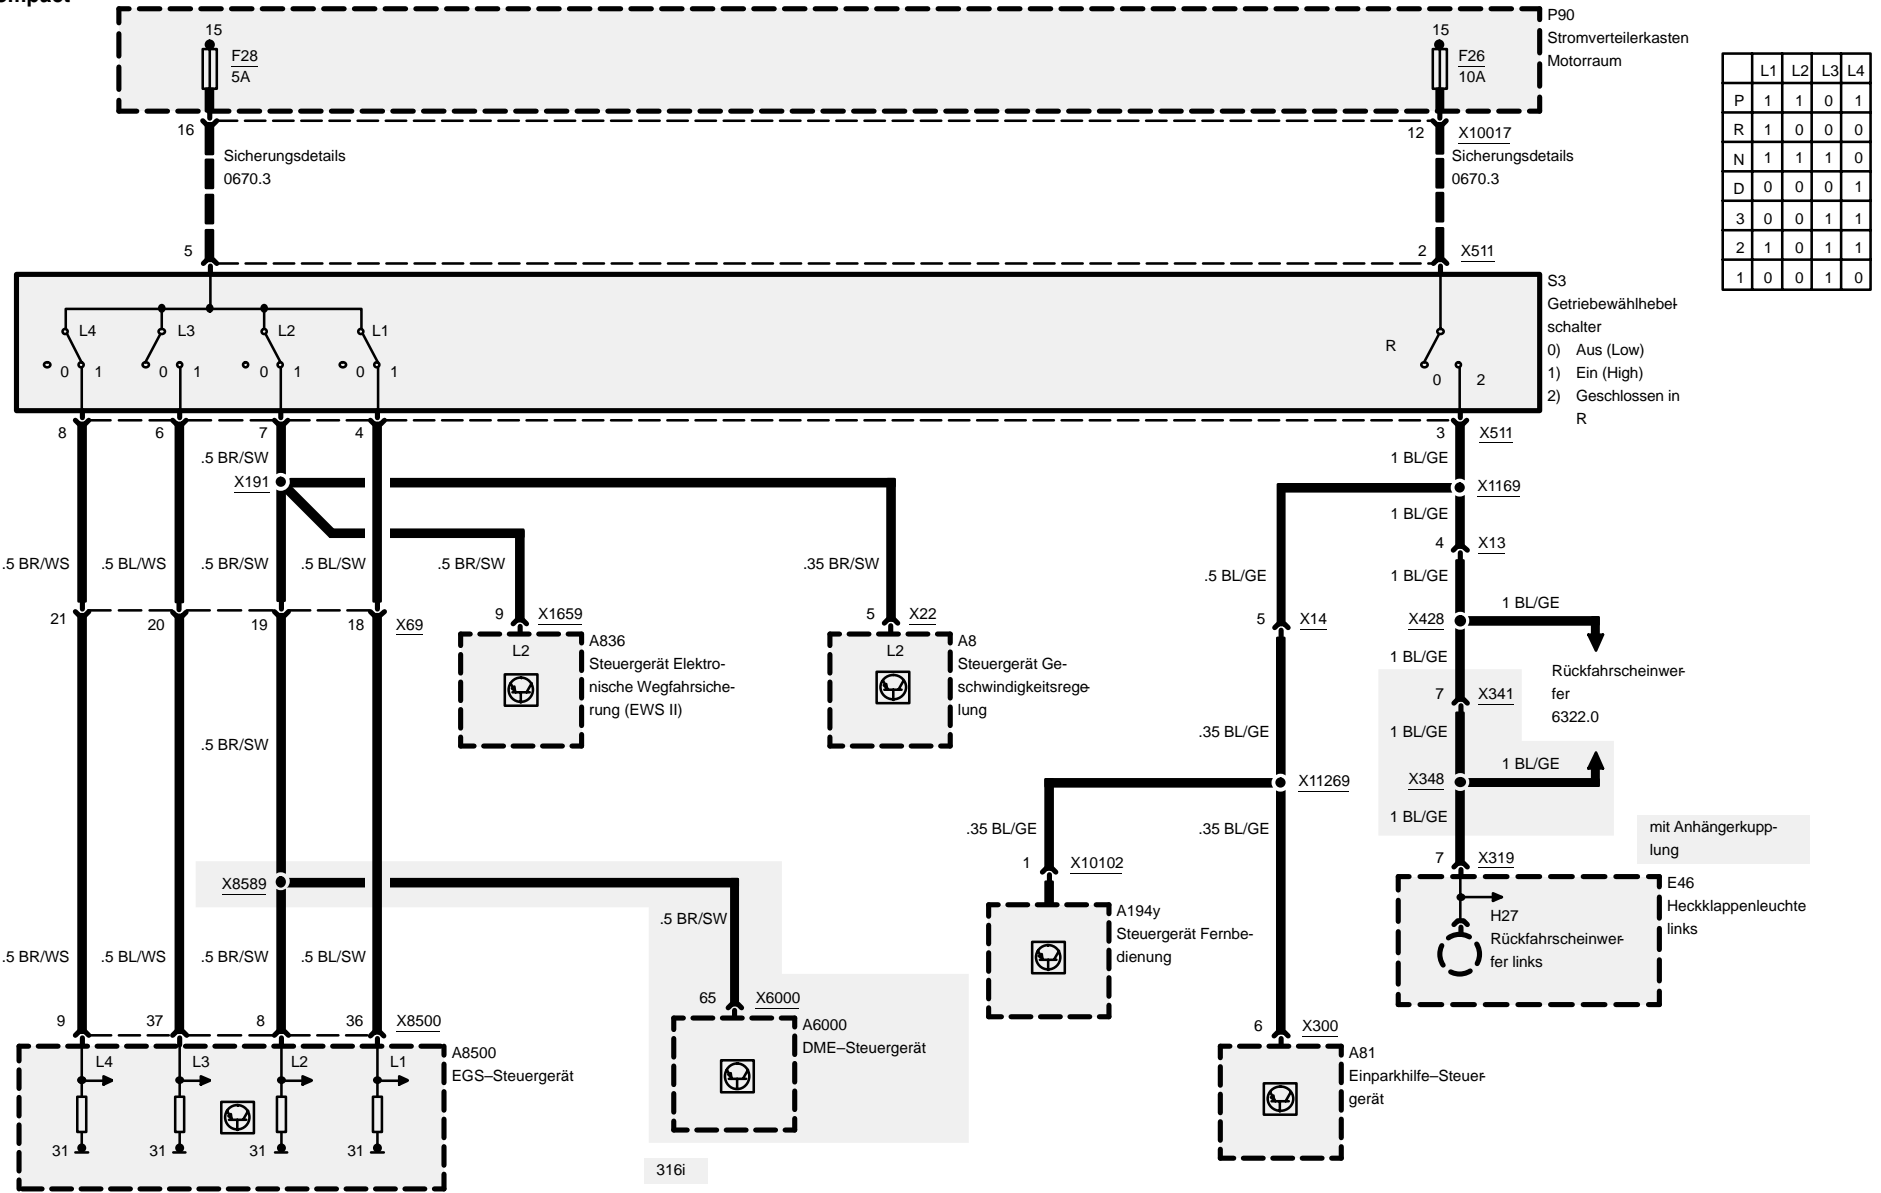 15
F28
5A
15
F26
10A
P90
Stromverteilerkasten
Motorraum
L1 L2 L3 L4
P 1 1 0 1
R 1 0 0 0
N 1 1 1 0
D 0 0 0 1
3 0 0 1 1
2 1 0 1 1
1 0 0 1 0
16
12 X10017
Sicherungsdetails
0670.3
Sicherungsdetails
0670.3
5
2 X511
S3
Getriebewählhebel-
schalter
0) Aus (Low)
1) Ein (High)
2) Geschlossen in
R
L4 L3 L2 L1
R
0 1 0 1 0 1 0 1
0 2
8 6 7 4
3 X511
.5 BR/SW
1 BL/GE
X191
X1169
1 BL/GE
4 X13
.5 BR/WS .5 BL/WS .5 BR/SW .5 BL/SW .5 BR/SW .35 BR/SW
.5 BL/GE
1 BL/GE
1 BL/GE
21 20 19 18 X69
9 X1659
5 X22
5 X14
X428
A836
L2
Steuergerät Elektro-
nische Wegfahrsiche-
rung (EWS II)
A8
L2
Steuergerät Ge-
schwindigkeitsrege-
lung
1 BL/GE
Rückfahrscheinwer-
fer
6322.0
7 X341
.5 BR/SW
.35 BL/GE
1 BL/GE
1 BL/GE
X11269
X348
.35 BL/GE
.35 BL/GE
1 BL/GE
mit Anhängerkupp-
lung
1 X10102
7 X319
X8589
.5 BR/SW
A194y
Steuergerät Fernbe-
dienung
E46
Heckklappenleuchte
links
H27
Rückfahrscheinwer-
fer links
.5 BR/WS .5 BL/WS .5 BR/SW .5 BL/SW
65 X6000
9 37 8 36 X8500
6 X300
A8500
EGS–Steuergerät
L4 L3 L2 L1
31 31 31 31
A6000
DME–Steuergerät
A81
Einparkhilfe–Steuer-
gerät
316i